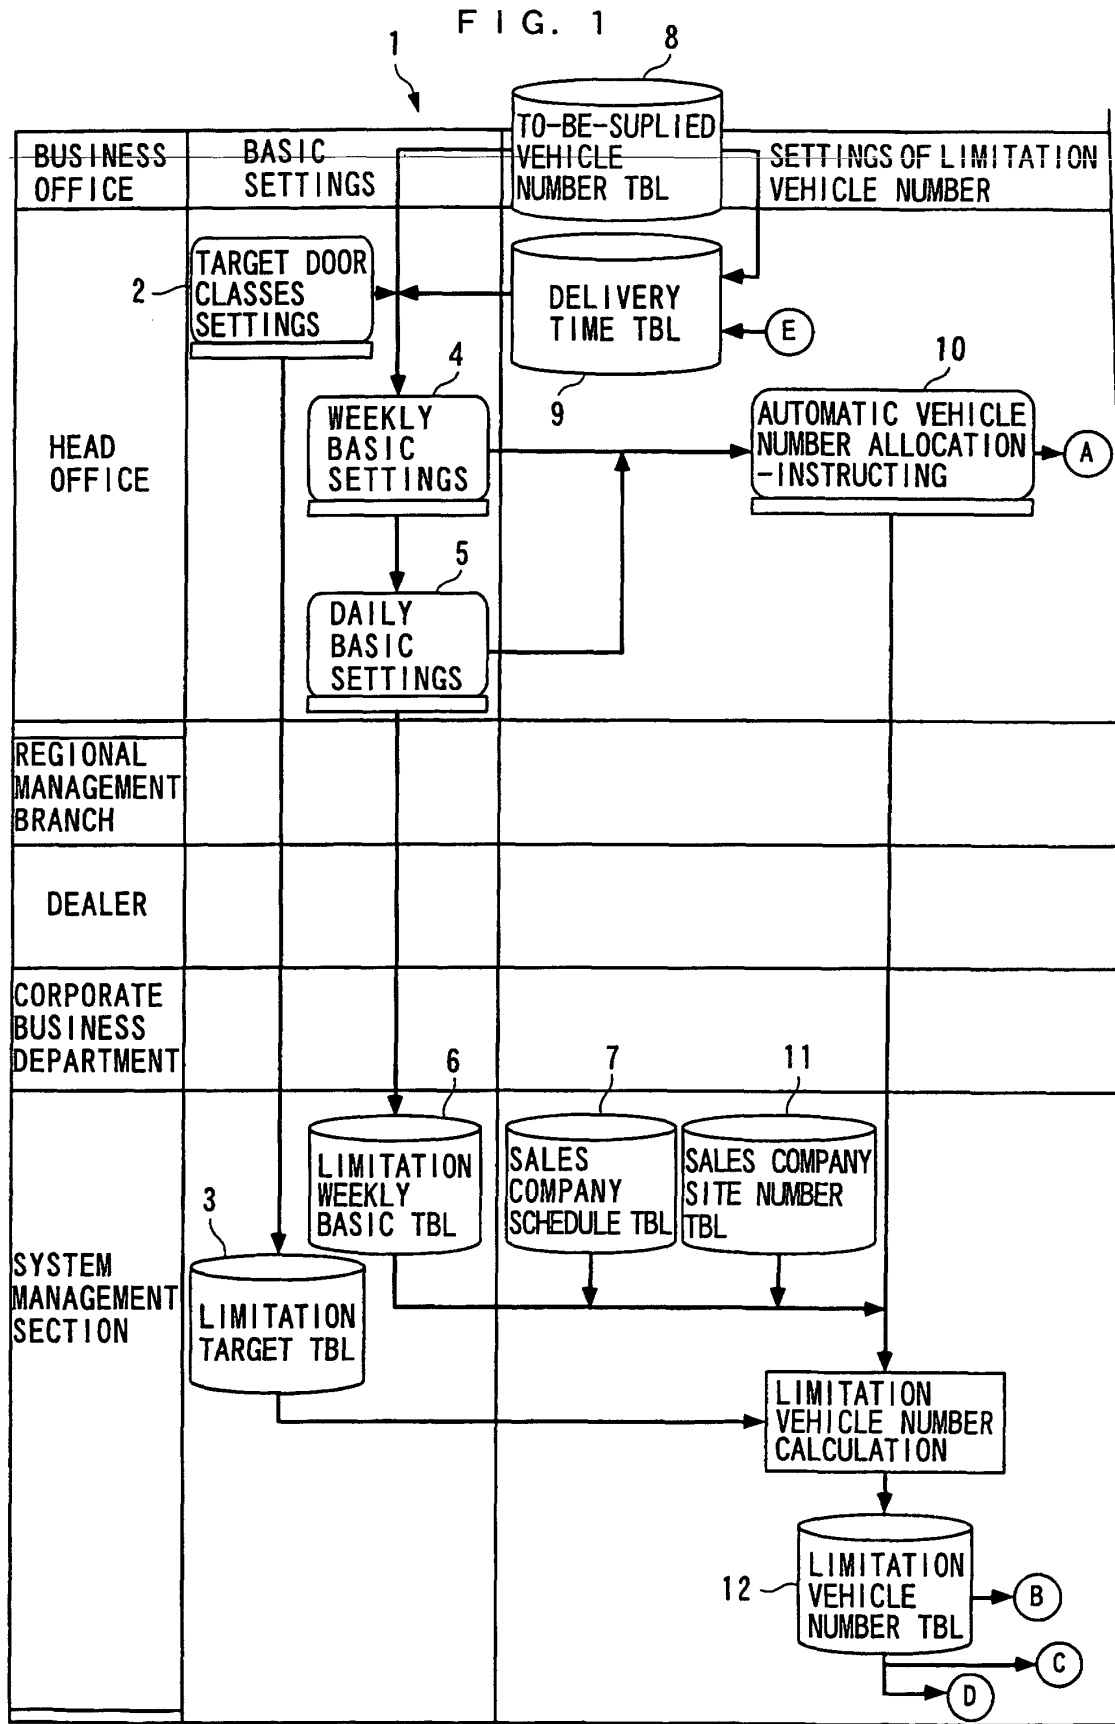 FIG. 1
1
8
BUSINESS
OFFICE
BASIC
SETTINGS
TO-BE-SUPLIED
VEHICLE
NUMBER TBL
SETTINGS OF LIMITATION
VEHICLE NUMBER
HEAD
OFFICE
2
TARGET DOOR
CLASSES
SETTINGS
DELIVERY
TIME TBL
E
9
4
WEEKLY
BASIC
SETTINGS
10
AUTOMATIC VEHICLE
NUMBER ALLOCATION
-INSTRUCTING
A
5
DAILY
BASIC
SETTINGS
REGIONAL
MANAGEMENT
BRANCH
DEALER
CORPORATE
BUSINESS
DEPARTMENT
SYSTEM
MANAGEMENT
SECTION
6
LIMITATION
WEEKLY
BASIC TBL
7
SALES
COMPANY
SCHEDULE TBL
11
SALES COMPANY
SITE NUMBER
TBL
3
LIMITATION
TARGET TBL
LIMITATION
VEHICLE NUMBER
CALCULATION
12
LIMITATION
VEHICLE
NUMBER TBL
B
C
D